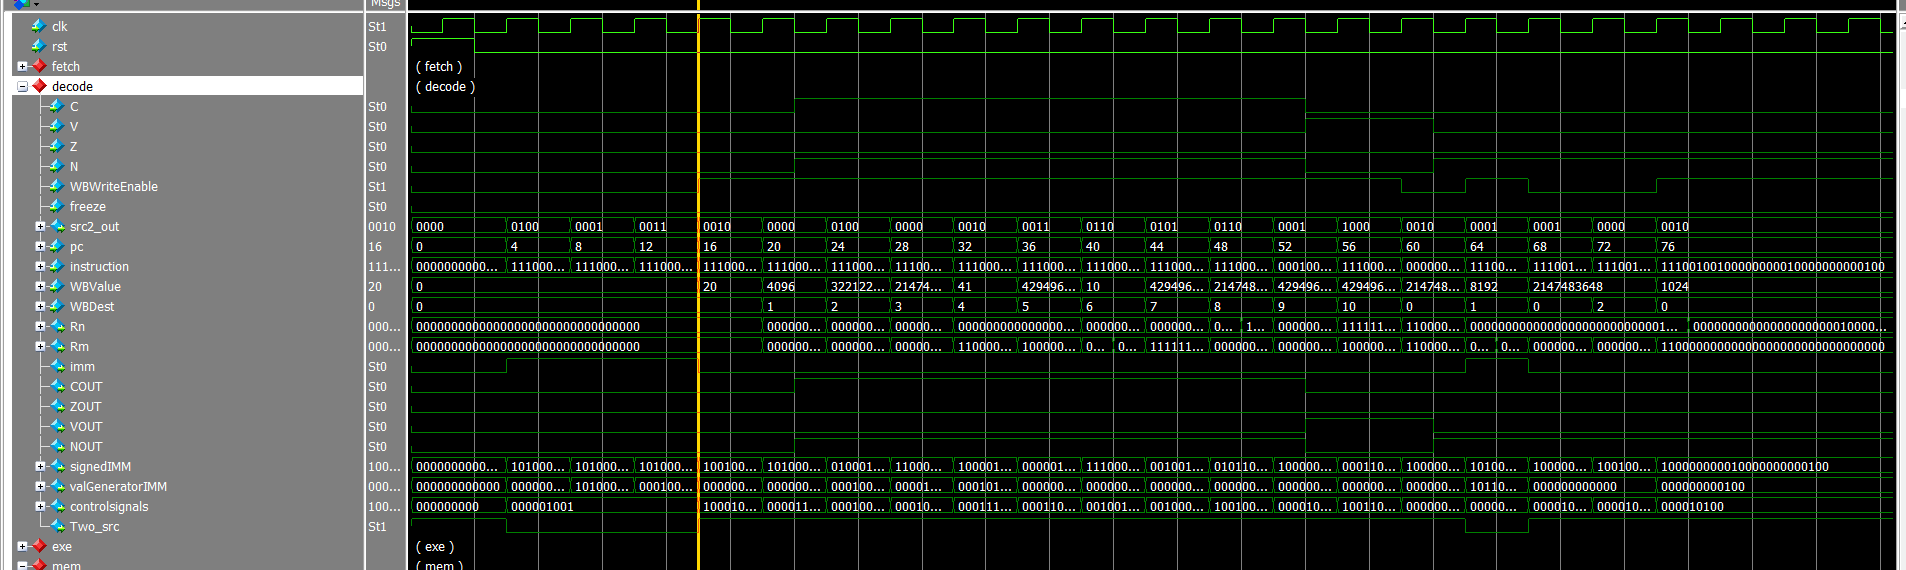 Msgs
clk St1
rst St0
fetch ( fetch )
decode ( decode )
C St0
V St0
Z St0
N St0
WBWriteEnable St1
freeze St0
src2_out 0010 0000 0100 0001 0011 0010 0000 0100 0000 0010 0011 0110 0101 0110 0001 1000 0010 0001 0001 0000 0010
pc 16 0 4 8 12 16 20 24 28 32 36 40 44 48 52 56 60 64 68 72 76
instruction 111... 0000000000... 111000... 111000... 111000... 111000... 111000... 111000... 11100... 111000... 111000... 111000... 111000... 111000... 000100... 111000... 000000... 11100... 111001... 111001... 11100100100000000010000000000100
WBValue 20 0 20 4096 322122... 21474... 41 429496... 10 429496... 214748... 429496... 429496... 214748... 8192 2147483648 1024
WBDest 0 0 1 2 3 4 5 6 7 8 9 10 0 1 0 2 0
Rn 000... 00000000000000000000000000000000 000000... 000000... 00000... 00000000000000... 000000... 000000... 0... 1... 000000... 111111... 110000... 00000000000000000000000000001... 00000000000000000000010000...
Rm 000... 00000000000000000000000000000000 000000... 000000... 00000... 110000... 100000... 0... 0... 111111... 000000... 000000... 100000... 110000... 0... 0... 000000... 000000... 11000000000000000000000000000000
imm St0
COUT St0
ZOUT St0
VOUT St0
NOUT St0
signedIMM 100... 0000000000... 101000... 101000... 101000... 100100... 101000... 010001... 11000... 100001... 000001... 111000... 001001... 010110... 100000... 000110... 100000... 10100... 100000... 100100... 100000000010000000000100
valGeneratorIMM 000... 000000000000 000000... 101000... 000100... 000000... 000000... 000100... 00001... 000101... 000000... 000000... 000000... 000000... 000000... 000000... 000000... 10110... 000000000000 000000000100
controlsignals 100... 000000000 000001001 100010... 000011... 000100... 00010... 000111... 000110... 001001... 001000... 100100... 000010... 100110... 000000... 00000... 000010... 000010... 000010100
Two_src St1
exe ( exe )
mem ( mem )